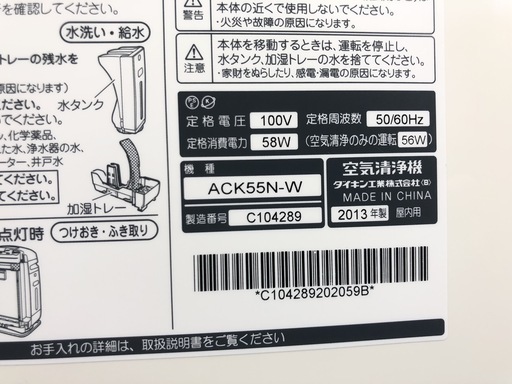 を確認してください。
水洗い・給水
トレーの残水を
原因になります)
ださい。
水タンク
い、化学薬品、
た水、浄水器の水、
ーター、井戸水
加湿トレー
点灯時
つけおき・ふき取り
警告
本体の近くで使用しないでください。
・火災や故障の原因になります。
注意
本体を移動するときは、運転を停止し、
水タンク、加湿トレーの水を捨ててください。
・家財をぬらしたり、感電・漏電の原因になります。
定格電圧 100V 定格周波数 50/60Hz
定格消費電力 58W (空気清浄のみの運転 56W)
機種 ACK55N-W
製造番号 C104289
空気清浄機
ダイキン工業株式会社(B)
MADE IN CHINA
2013年製 屋内用
*C104289202059B*
お手入れの詳細は、取扱説明書をご覧ください